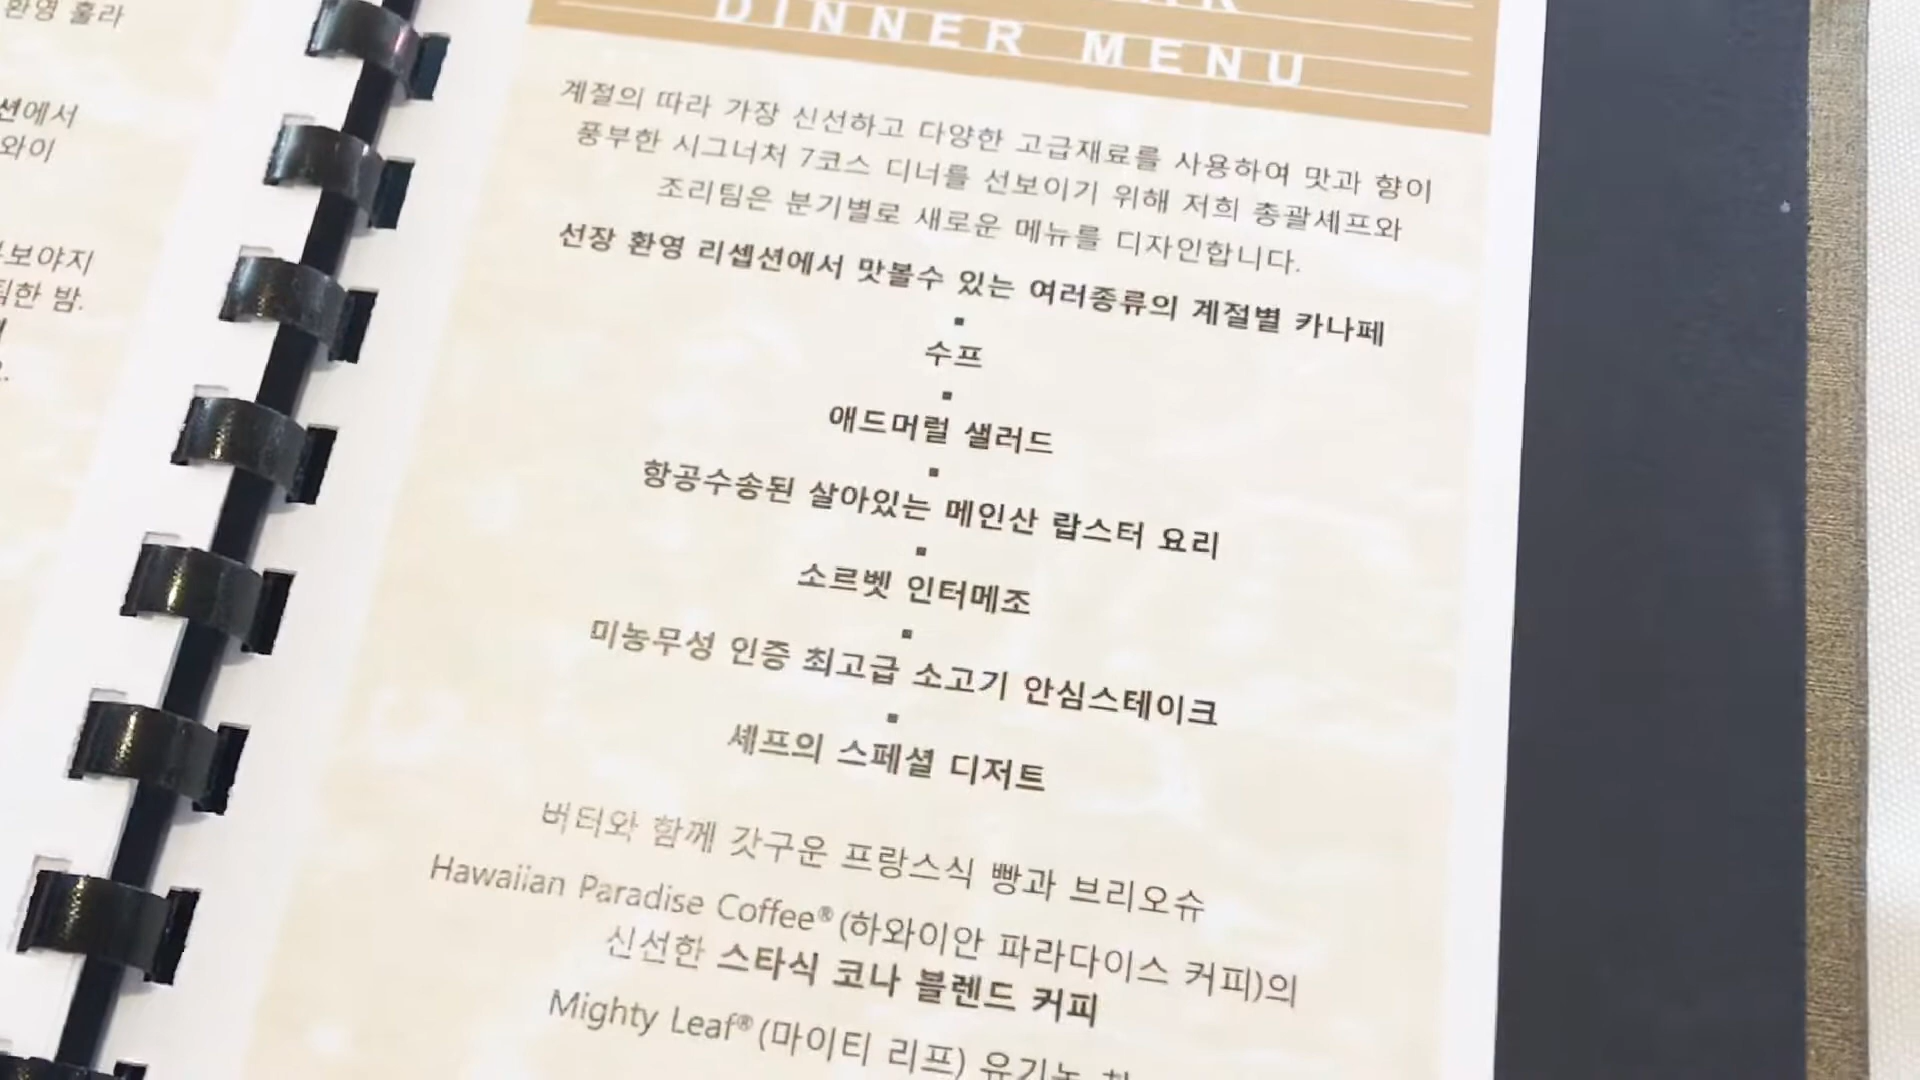 환영 훌라
션에서
와이
보야지
한 밤.
DINNER MENU
계절의 따라 가장 신선하고 다양한 고급재료를 사용하여 맛과 향이
풍부한 시그너처 7코스 디너를 선보이기 위해 저희 총괄셰프와
조리팀은 분기별로 새로운 메뉴를 디자인합니다.
선장 환영 리셉션에서 맛볼수 있는 여러종류의 계절별 카나페
수프
애드머럴 샐러드
항공수송된 살아있는 메인산 랍스터 요리
소르벳 인터메조
미농무성 인증 최고급 소고기 안심스테이크
셰프의 스페셜 디저트
버터와 함께 갓구운 프랑스식 빵과 브리오슈
Hawaiian Paradise Coffee® (하와이안 파라다이스 커피)의
신선한 스타식 코나 블렌드 커피
Mighty Leaf® (마이티 리프) 유기농